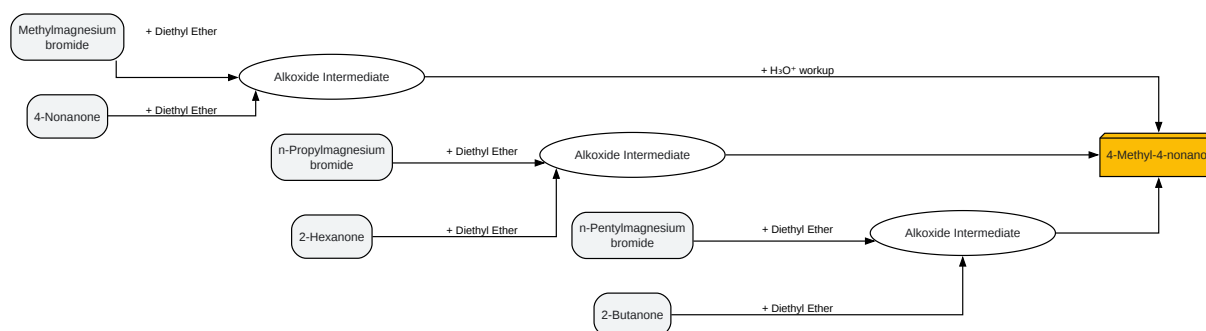 Methylmagnesium
bromide
+ Diethyl Ether
Alkoxide Intermediate
+ H₃O⁺ workup
4-Nonanone
+ Diethyl Ether
n-Propylmagnesium
bromide
+ Diethyl Ether
Alkoxide Intermediate
4-Methyl-4-nonano
2-Hexanone
+ Diethyl Ether
n-Pentylmagnesium
bromide
+ Diethyl Ether
Alkoxide Intermediate
2-Butanone
+ Diethyl Ether